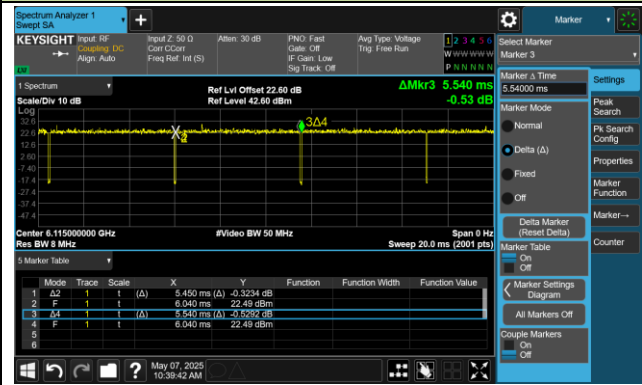 Spectrum Analyzer 1
Swept SA
Marker
KEYSIGHT
Input: RF
Coupling: DC
Align: Auto
Input Z: 50 Ω
Corr CCorr
Freq Ref: Int (S)
Atten: 30 dB
PNO: Fast
Gate: Off
IF Gain: Low
Sig Track: Off
Avg Type: Voltage
Trig: Free Run
1 2 3 4 5 6
W W W W W W
P N N N N N
Select Marker
Marker 3
1 Spectrum
Scale/Div 10 dB
Log
Ref Lvl Offset 22.60 dB
Ref Level 42.60 dBm
ΔMkr3 5.540 ms
-0.53 dB
32.6
22.6
12.6
2.60
-7.40
-17.4
-27.4
-37.4
-47.4
3Δ4
Center 6.115000000 GHz
Res BW 8 MHz
#Video BW 50 MHz
Span 0 Hz
Sweep 20.0 ms (2001 pts)
5 Marker Table
Mode Trace Scale X Y Function Function Width Function Value
1 Δ2 1 t (Δ) 5.450 ms (Δ) -0.3234 dB
2 F 1 t 6.040 ms 22.49 dBm
3 Δ4 1 t (Δ) 5.540 ms (Δ) -0.5292 dB
4 F 1 t 6.040 ms 22.49 dBm
5
6
Marker Δ Time
5.54000 ms
Marker Mode
Normal
Delta (Δ)
Fixed
Off
Delta Marker
(Reset Delta)
Marker Table
On
Off
Marker Settings
Diagram
All Markers Off
Couple Markers
On
Off
Settings
Peak
Search
Pk Search
Config
Properties
Marker
Function
Marker→
Counter
May 07, 2025
10:39:42 AM